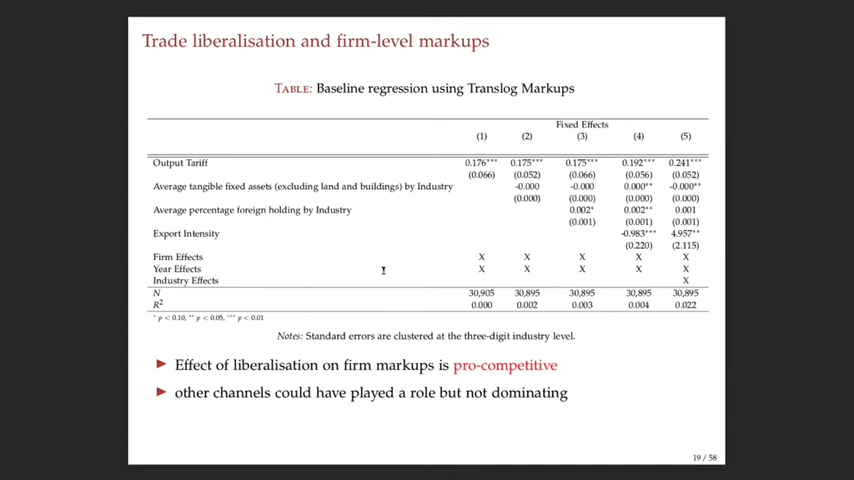 Trade liberalisation and firm-level markups
TABLE: Baseline regression using Translog Markups
Fixed Effects
(1) (2) (3) (4) (5)
Output Tariff 0.176*** 0.175*** 0.175*** 0.192*** 0.241***
(0.066) (0.052) (0.066) (0.056) (0.052)
Average tangible fixed assets (excluding land and buildings) by Industry -0.000 -0.000 0.000** -0.000**
(0.000) (0.000) (0.000) (0.000)
Average percentage foreign holding by Industry 0.002* 0.002** 0.001
(0.001) (0.001) (0.001)
Export Intensity -0.983*** 4.957**
(0.220) (2.115)
Firm Effects X X X X X
Year Effects X X X X X
Industry Effects X
N 30,905 30,895 30,895 30,895 30,895
R² 0.000 0.002 0.003 0.004 0.022
* p < 0.10, ** p < 0.05, *** p < 0.01
Notes: Standard errors are clustered at the three-digit industry level.
Effect of liberalisation on firm markups is pro-competitive
other channels could have played a role but not dominating
19 / 58